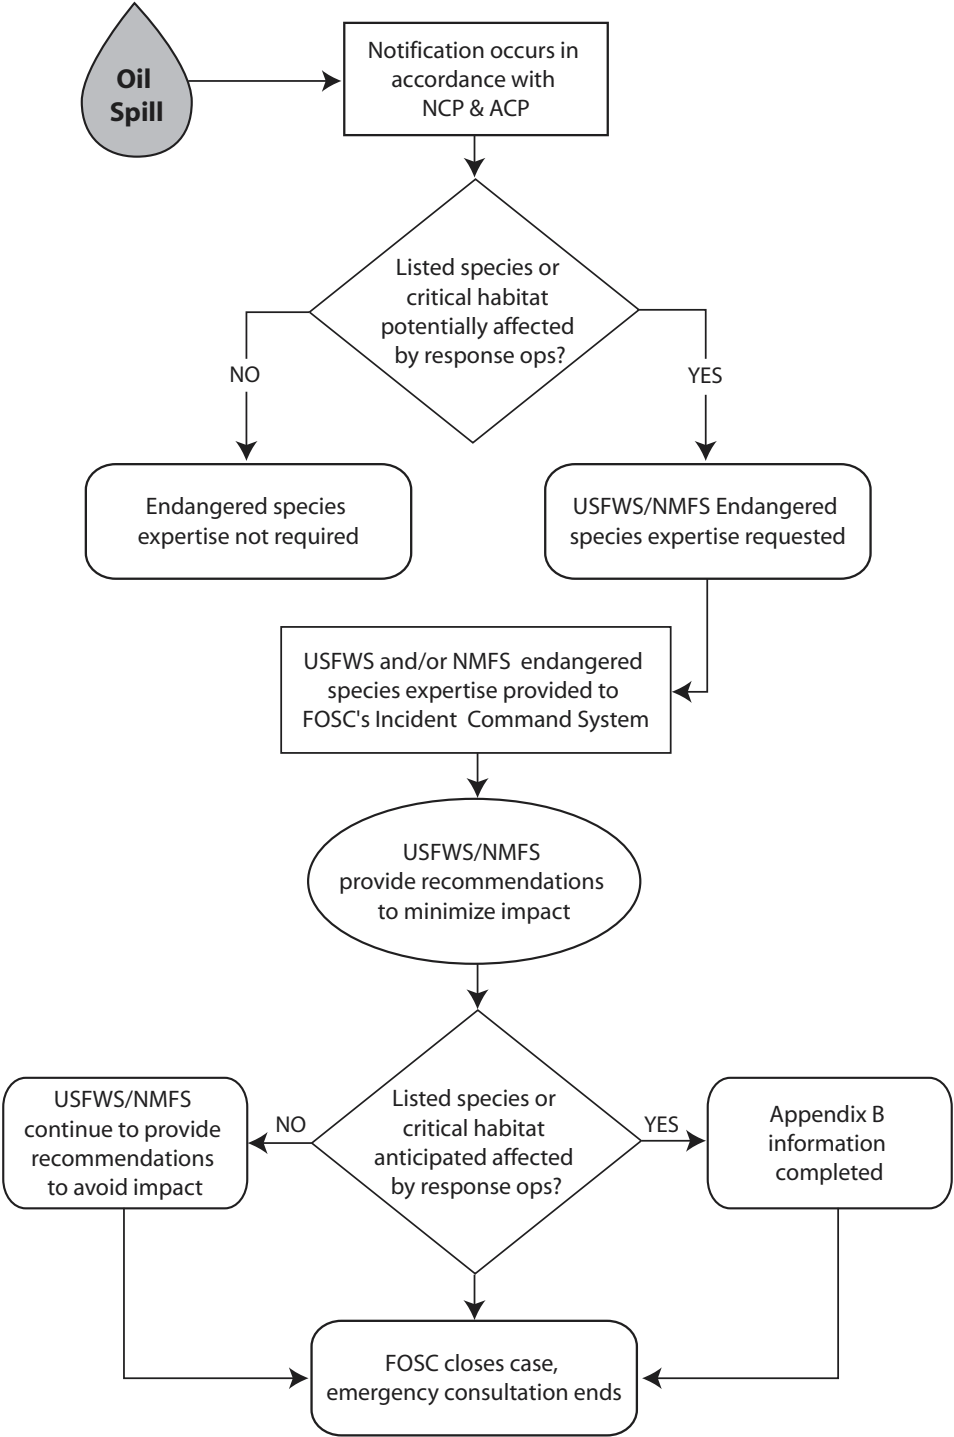 Oil
Spill
Notification occurs in
accordance with
NCP & ACP
Listed species or
critical habitat
potentially affected
by response ops?
NO
YES
Endangered species
expertise not required
USFWS/NMFS Endangered
species expertise requested
USFWS and/or NMFS endangered
species expertise provided to
FOSC's Incident Command System
USFWS/NMFS
provide recommendations
to minimize impact
Listed species or
critical habitat
anticipated affected
by response ops?
NO
YES
USFWS/NMFS
continue to provide
recommendations
to avoid impact
Appendix B
information
completed
FOSC closes case,
emergency consultation ends